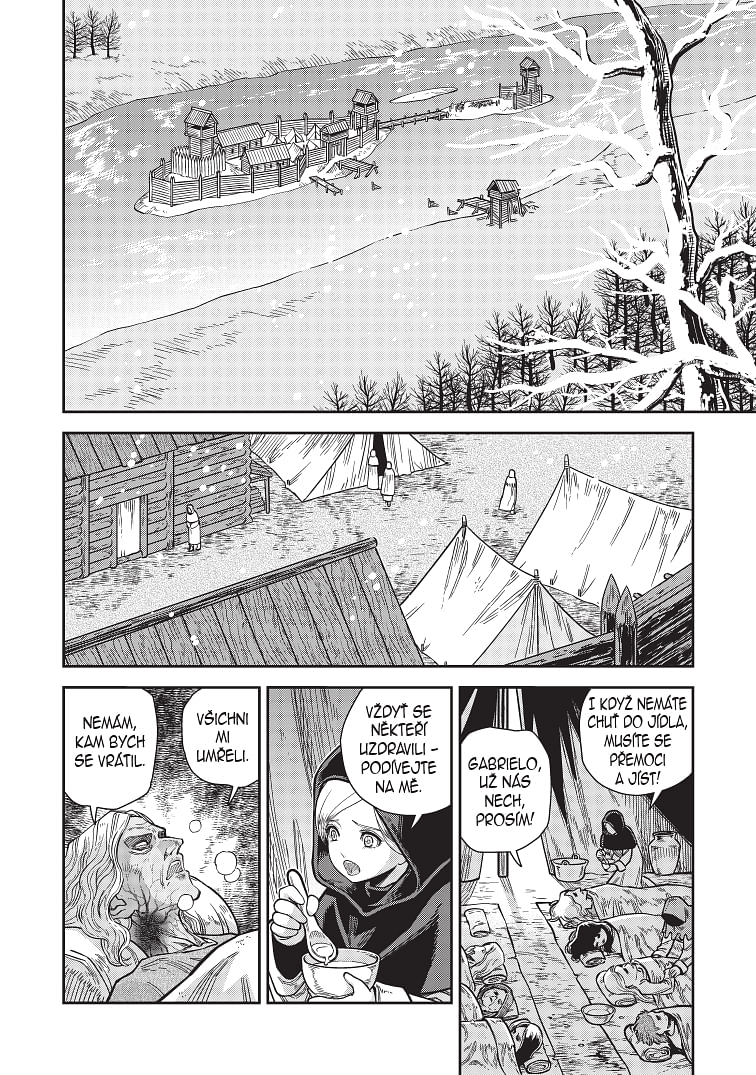 I KDYŽ NEMÁTE
CHUŤ DO JÍDLA,
MUSÍTE SE
PŘEMOCI
A JÍST!
GABRIELO,
UŽ NÁS
NECH,
PROSÍM!
VŽDYŤ SE
NĚKTEŘÍ
UZDRAVILI –
PODÍVEJTE
NA MĚ.
VŠICHNI
MI
UMŘELI.
NEMÁM,
KAM BYCH
SE VRÁTIL.